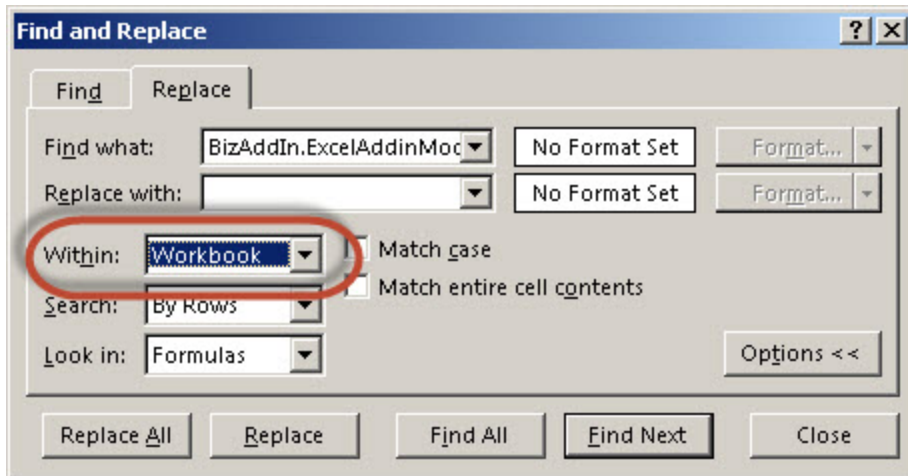 Find and Replace ? X
Find Replace
Find what: BizAddIn.ExcelAddinMoc No Format Set Format...
Replace with: No Format Set Format...
Within: Workbook Match case
Match entire cell contents
Search: By Rows
Look in: Formulas Options <<
Replace All Replace Find All Find Next Close